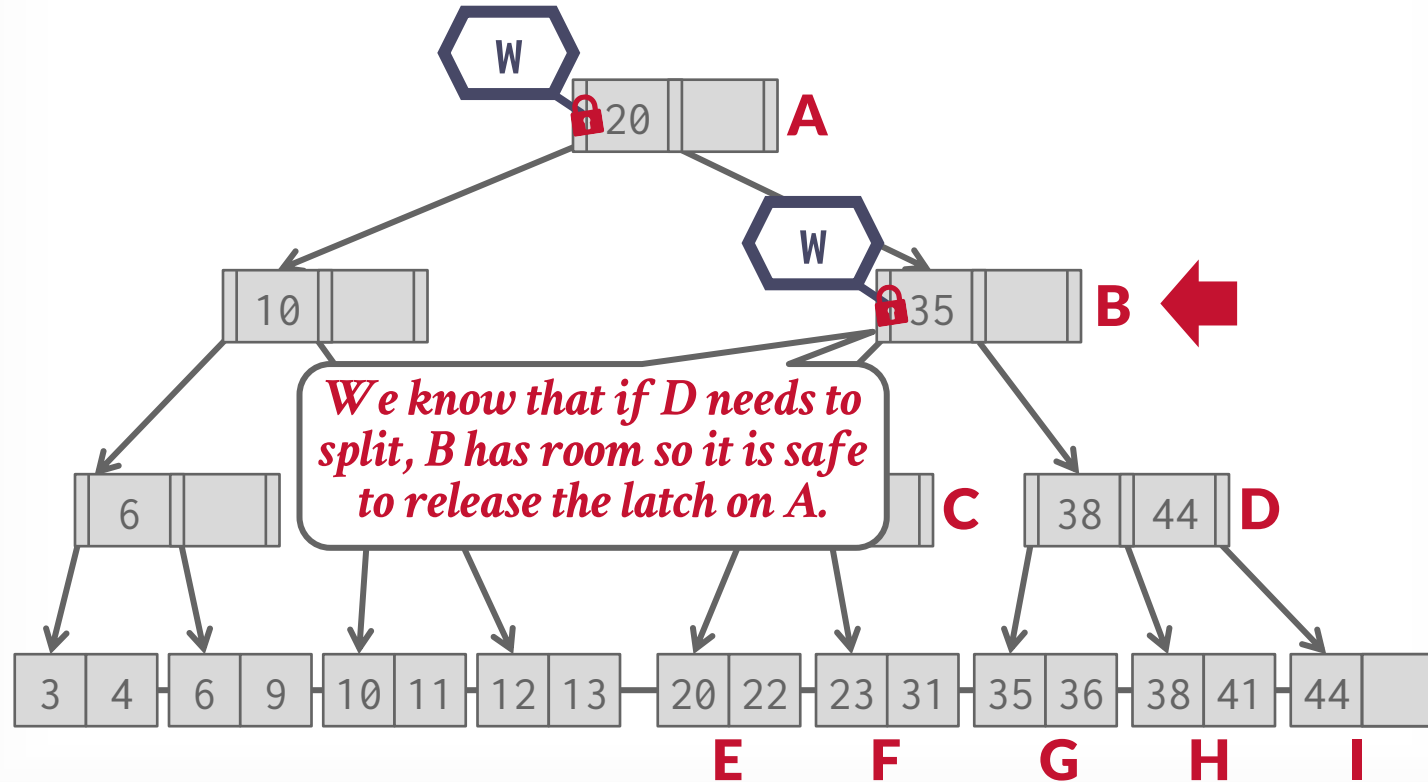 W
20 A
W
10 35 B
We know that if D needs to
split, B has room so it is safe
to release the latch on A.
6 C 38 44 D
3 4 6 9 10 11 12 13 20 22 23 31 35 36 38 41 44
E F G H I